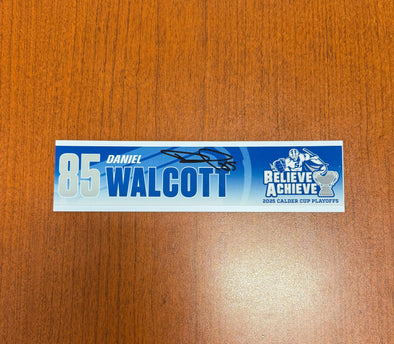 85
DANIEL
WALCOTT
BELIEVE
ACHIEVE
2025 CALDER CUP PLAYOFFS